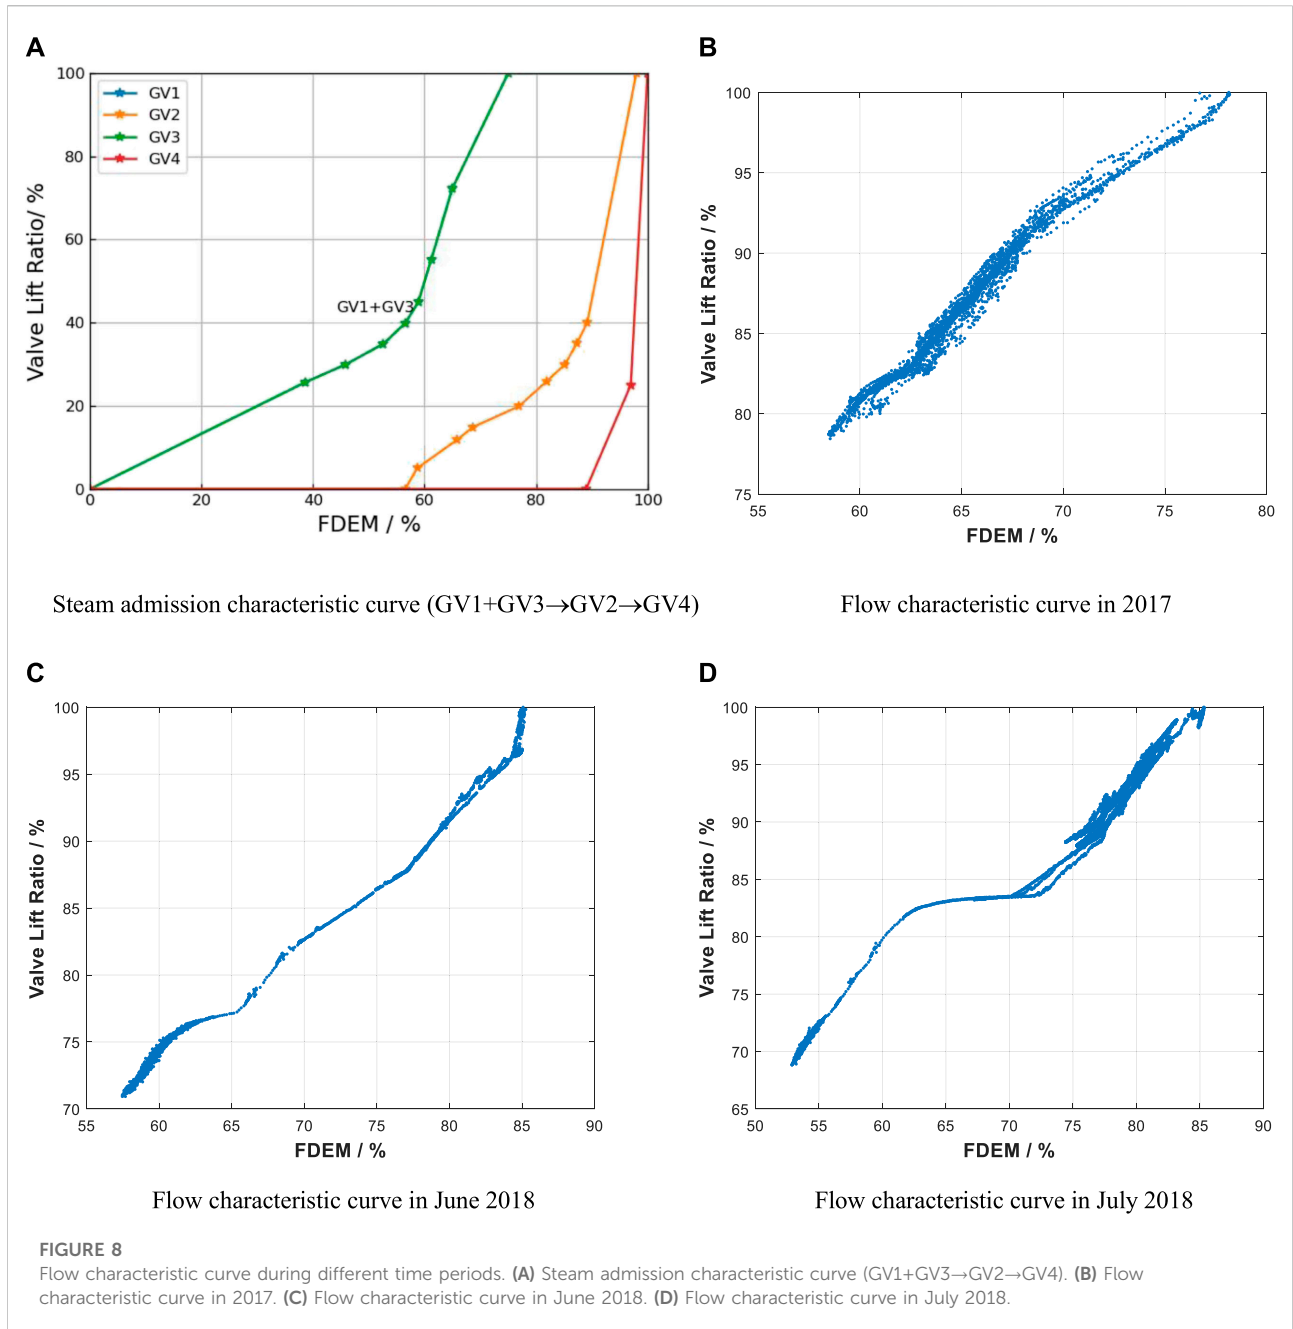 A
100
80
60
40
20
0
Valve Lift Ratio/ %
GV1
GV2
GV3
GV4
GV1+GV3
0 20 40 60 80 100
FDEM / %
Steam admission characteristic curve (GV1+GV3→GV2→GV4)
B
100
95
90
85
80
75
Valve Lift Ratio / %
55 60 65 70 75 80
FDEM / %
Flow characteristic curve in 2017
C
100
95
90
85
80
75
70
Valve Lift Ratio / %
55 60 65 70 75 80 85 90
FDEM / %
Flow characteristic curve in June 2018
D
100
95
90
85
80
75
70
65
Valve Lift Ratio / %
50 55 60 65 70 75 80 85 90
FDEM / %
Flow characteristic curve in July 2018
FIGURE 8
Flow characteristic curve during different time periods. (A) Steam admission characteristic curve (GV1+GV3→GV2→GV4). (B) Flow
characteristic curve in 2017. (C) Flow characteristic curve in June 2018. (D) Flow characteristic curve in July 2018.